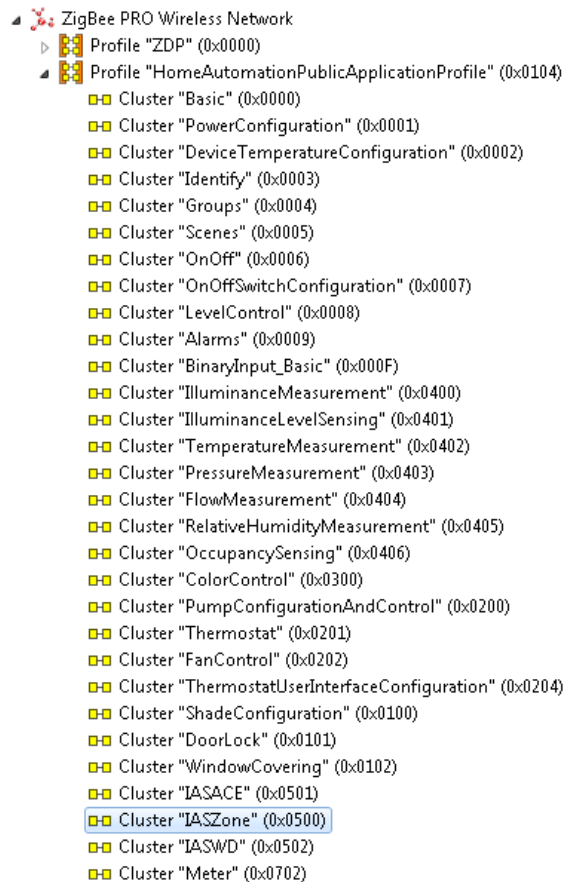 ZigBee PRO Wireless Network
Profile "ZDP" (0x0000)
Profile "HomeAutomationPublicApplicationProfile" (0x0104)
Cluster "Basic" (0x0000)
Cluster "PowerConfiguration" (0x0001)
Cluster "DeviceTemperatureConfiguration" (0x0002)
Cluster "Identify" (0x0003)
Cluster "Groups" (0x0004)
Cluster "Scenes" (0x0005)
Cluster "OnOff" (0x0006)
Cluster "OnOffSwitchConfiguration" (0x0007)
Cluster "LevelControl" (0x0008)
Cluster "Alarms" (0x0009)
Cluster "BinaryInput_Basic" (0x000F)
Cluster "IlluminanceMeasurement" (0x0400)
Cluster "IlluminanceLevelSensing" (0x0401)
Cluster "TemperatureMeasurement" (0x0402)
Cluster "PressureMeasurement" (0x0403)
Cluster "FlowMeasurement" (0x0404)
Cluster "RelativeHumidityMeasurement" (0x0405)
Cluster "OccupancySensing" (0x0406)
Cluster "ColorControl" (0x0300)
Cluster "PumpConfigurationAndControl" (0x0200)
Cluster "Thermostat" (0x0201)
Cluster "FanControl" (0x0202)
Cluster "ThermostatUserInterfaceConfiguration" (0x0204)
Cluster "ShadeConfiguration" (0x0100)
Cluster "DoorLock" (0x0101)
Cluster "WindowCovering" (0x0102)
Cluster "IASACE" (0x0501)
Cluster "IASZone" (0x0500)
Cluster "IASWD" (0x0502)
Cluster "Meter" (0x0702)